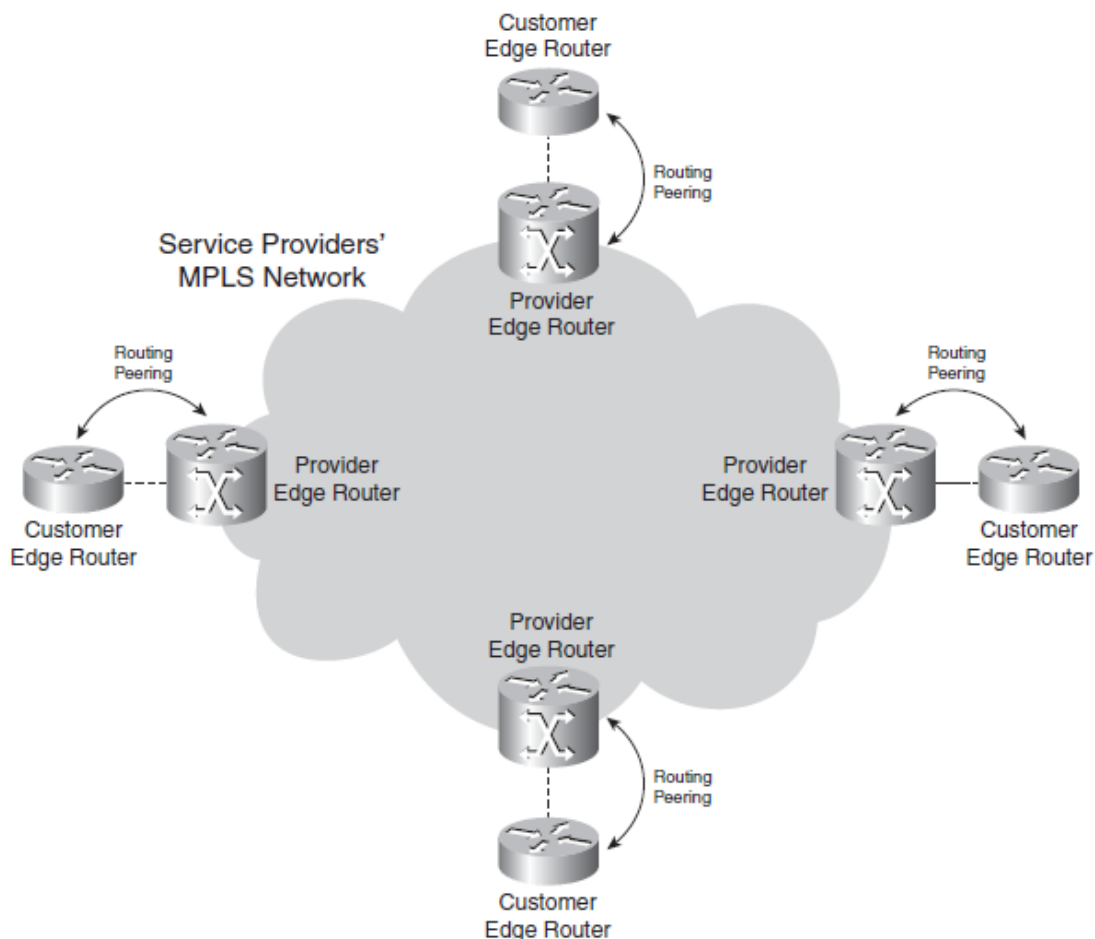 Customer
Edge Router
Routing
Peering
Service Providers’
MPLS Network
Provider
Edge Router
Routing
Peering
Routing
Peering
Provider
Edge Router
Customer
Edge Router
Provider
Edge Router
Customer
Edge Router
Provider
Edge Router
Routing
Peering
Customer
Edge Router